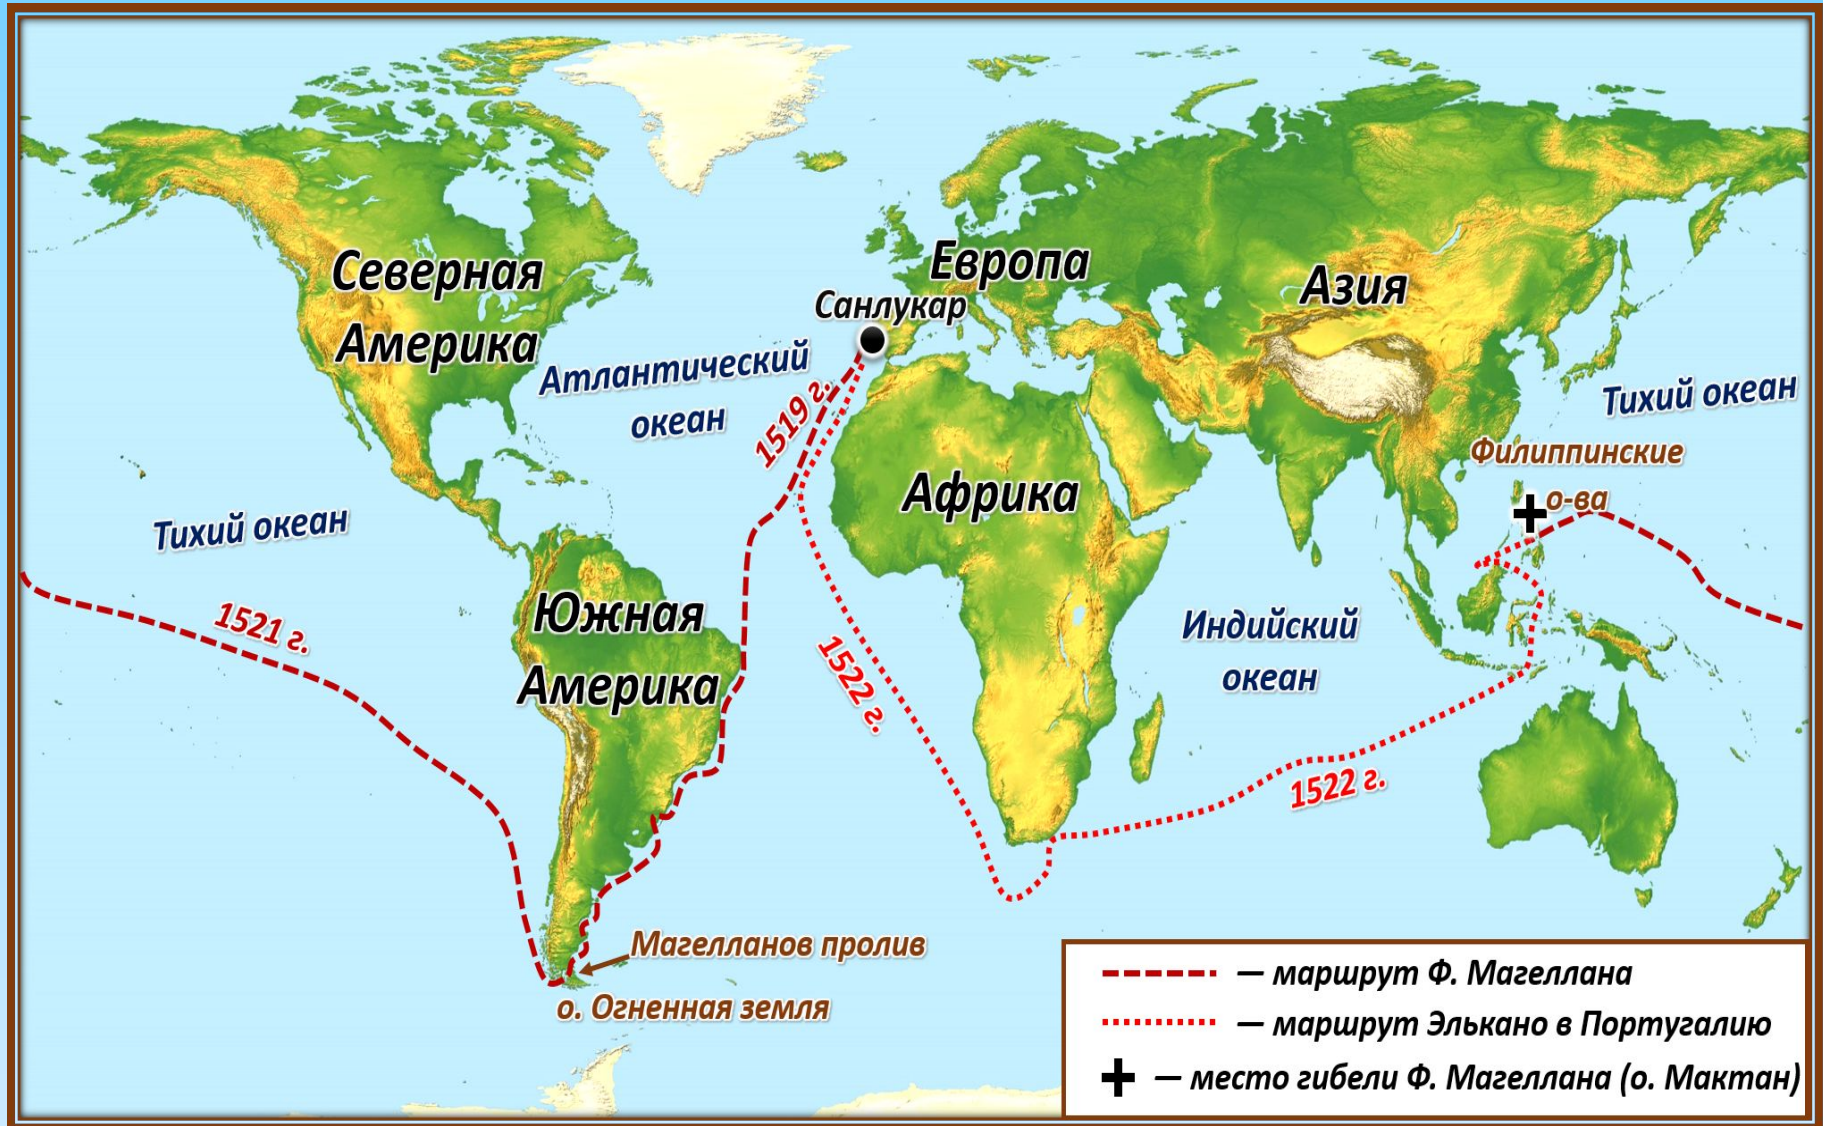 Северная
Америка
Европа
Санлукар
Азия
Атлантический
океан
1519 г.
Тихий океан
Филиппинские
о-ва
Африка
Тихий океан
1521 г.
Южная
Америка
1522 г.
Индийский
океан
1522 г.
Магелланов пролив
о. Огненная земля
— маршрут Ф. Магеллана
— маршрут Элькано в Португалию
— место гибели Ф. Магеллана (о. Мактан)